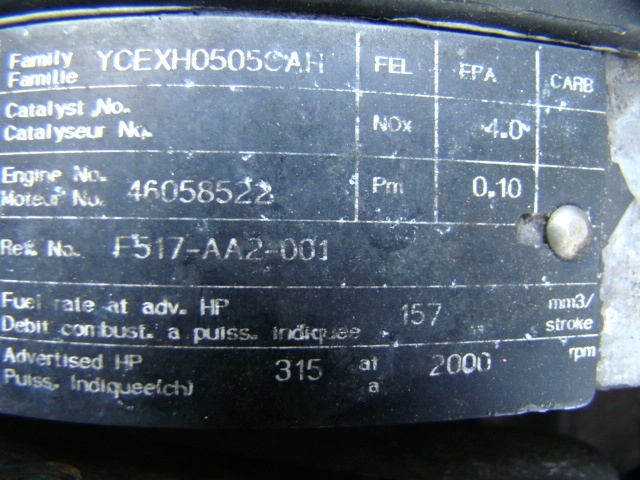 Family YCEXH0505CAH FEL EPA CARB
Familie
Catalyst No.
Catalyseur No. NOx 4.0
Engine No. 46058522 Pm 0.10
Moteur No.
Ref. No. F517-AA2-001
Fuel rate at adv. HP 157 mm3/
Debit combust. a puiss. indiquee stroke
Advertised HP 315 at 2000 rpm
Puiss. Indiquee(ch) a